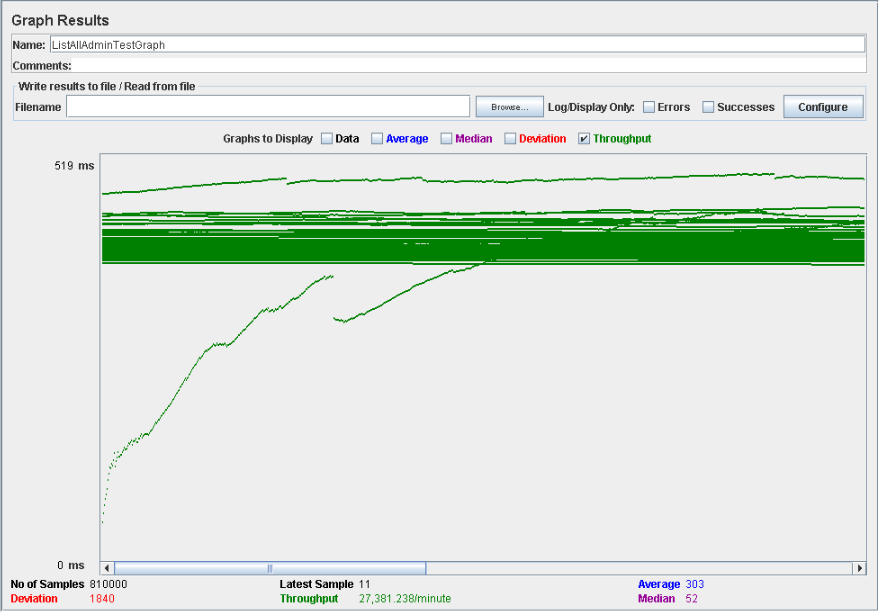 Graph Results
Name: ListAllAdminTestGraph
Comments:
Write results to file / Read from file
Filename Browse... Log/Display Only: Errors Successes Configure
Graphs to Display Data Average Median Deviation Throughput
519 ms
0 ms
No of Samples 810000 Latest Sample 11 Average 303
Deviation 1840 Throughput 27,381.238/minute Median 52